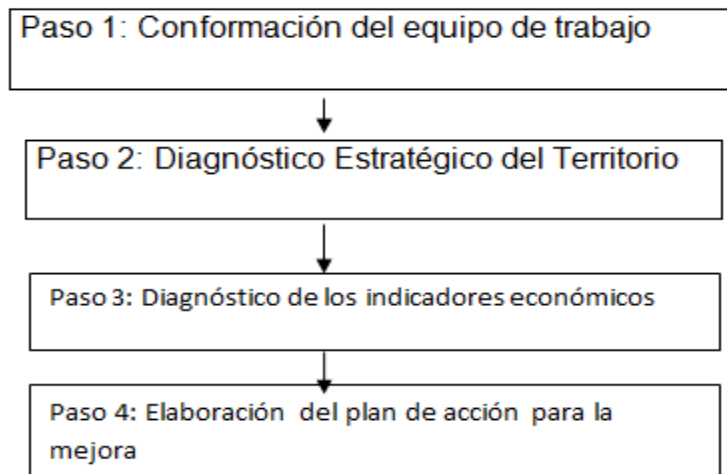 Paso 1: Conformación del equipo de trabajo
Paso 2: Diagnóstico Estratégico del Territorio
Paso 3: Diagnóstico de los indicadores económicos
Paso 4: Elaboración del plan de acción para la
mejora